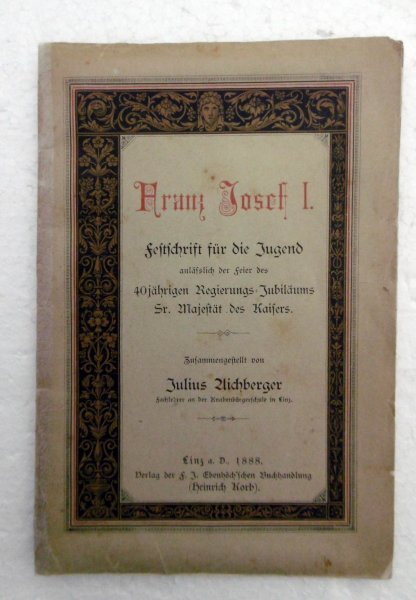 Franz Josef I.
Festschrift für die Jugend
anläßlich der Feier des
40jährigen Regierungs-Jubiläums
Sr. Majestät des Kaisers.
Zusammengestellt von
Julius Aichberger
Fachlehrer an der Knabenbürgerschule in Linz.
Linz a. D., 1888.
Verlag der F. J. Ebenhöch'schen Buchhandlung
(Heinrich Korb).